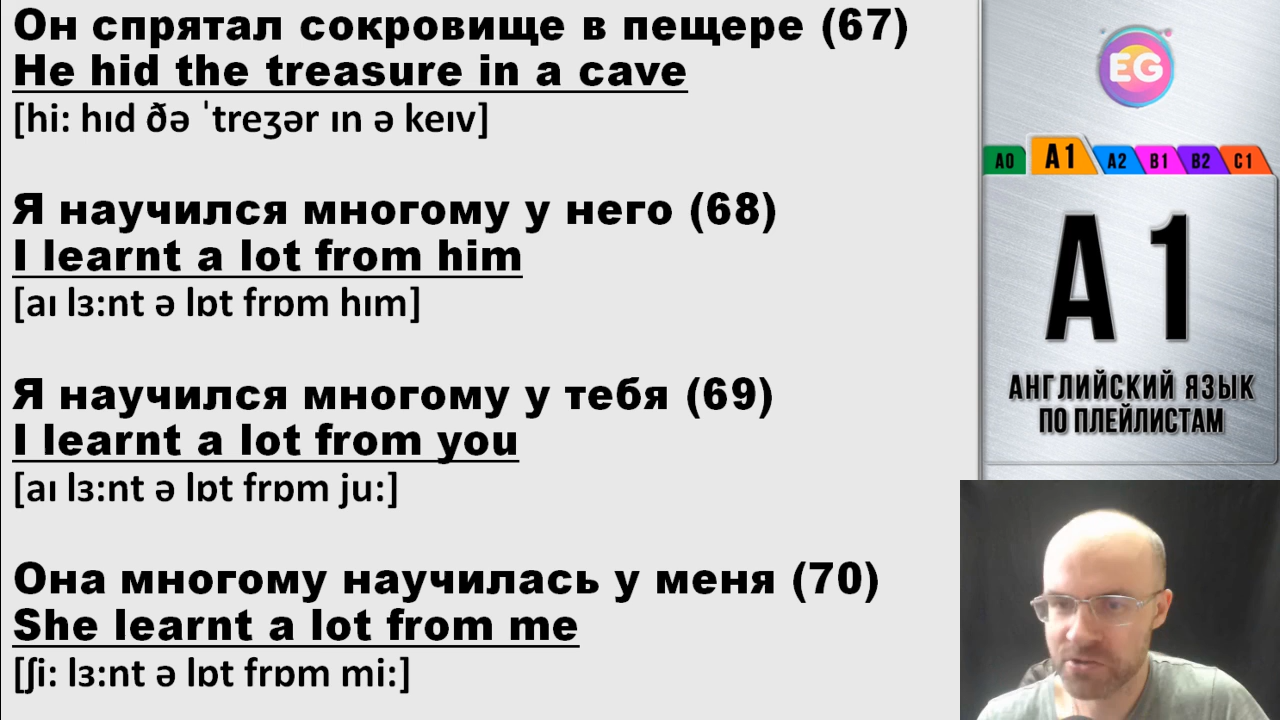 Он спрятал сокровище в пещере (67)
He hid the treasure in a cave
[hi: hɪd ðə ˈtreʒər ɪn ə keɪv]
Я научился многому у него (68)
I learnt a lot from him
[aɪ lɜ:nt ə lɒt frɒm hɪm]
Я научился многому у тебя (69)
I learnt a lot from you
[aɪ lɜ:nt ə lɒt frɒm ju:]
Она многому научилась у меня (70)
She learnt a lot from me
[ʃi: lɜ:nt ə lɒt frɒm mi:]
EG
A0 A1 A2 B1 B2 C1
A1
АНГЛИЙСКИЙ ЯЗЫК
ПО ПЛЕЙЛИСТАМ